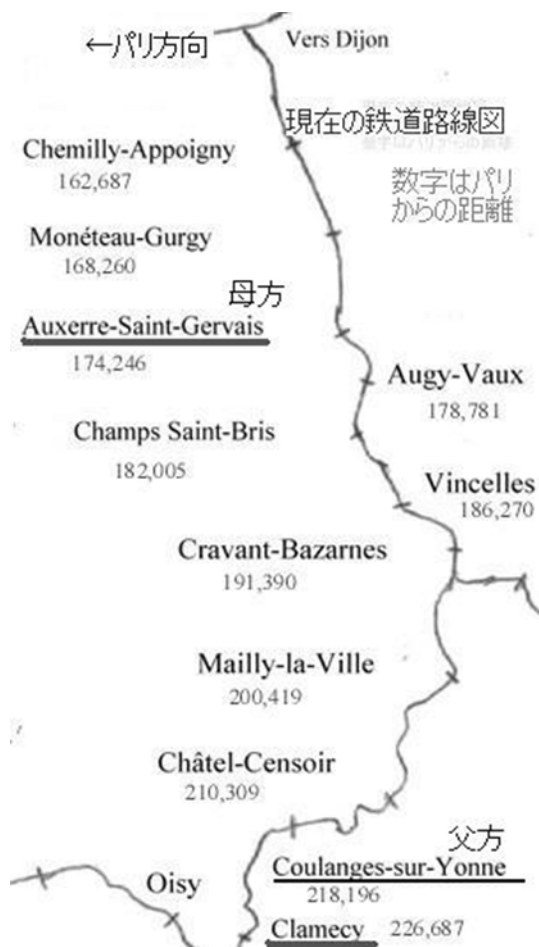 Vers Dijon
←パリ方向
現在の鉄道路線図
Chemilly-Appoigny
162,687
数字はパリ
からの距離
Monéteau-Gurgy
168,260
母方
Auxerre-Saint-Gervais
174,246
Augy-Vaux
178,781
Champs Saint-Bris
182,005
Vincelles
186,270
Cravant-Bazarnes
191,390
Mailly-la-Ville
200,419
Châtel-Censoir
210,309
父方
Coulanges-sur-Yonne
218,196
Oisy
Clamecy 226,687